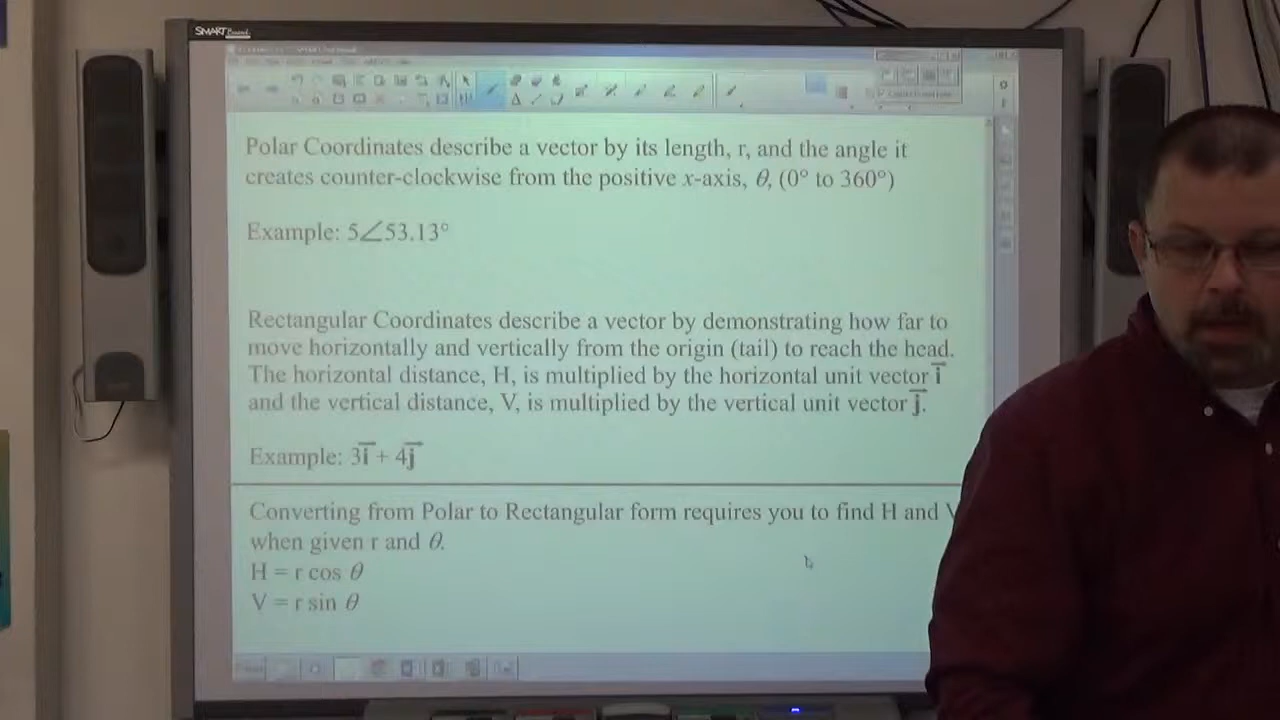 SMART Board
Polar Coordinates describe a vector by its length, r, and the angle it
creates counter-clockwise from the positive x-axis, θ, (0° to 360°)
Example: 5∠53.13°
Rectangular Coordinates describe a vector by demonstrating how far to
move horizontally and vertically from the origin (tail) to reach the head.
The horizontal distance, H, is multiplied by the horizontal unit vector i⃗
and the vertical distance, V, is multiplied by the vertical unit vector j⃗.
Example: 3i⃗ + 4j⃗
Converting from Polar to Rectangular form requires you to find H and V
when given r and θ.
H = r cos θ
V = r sin θ